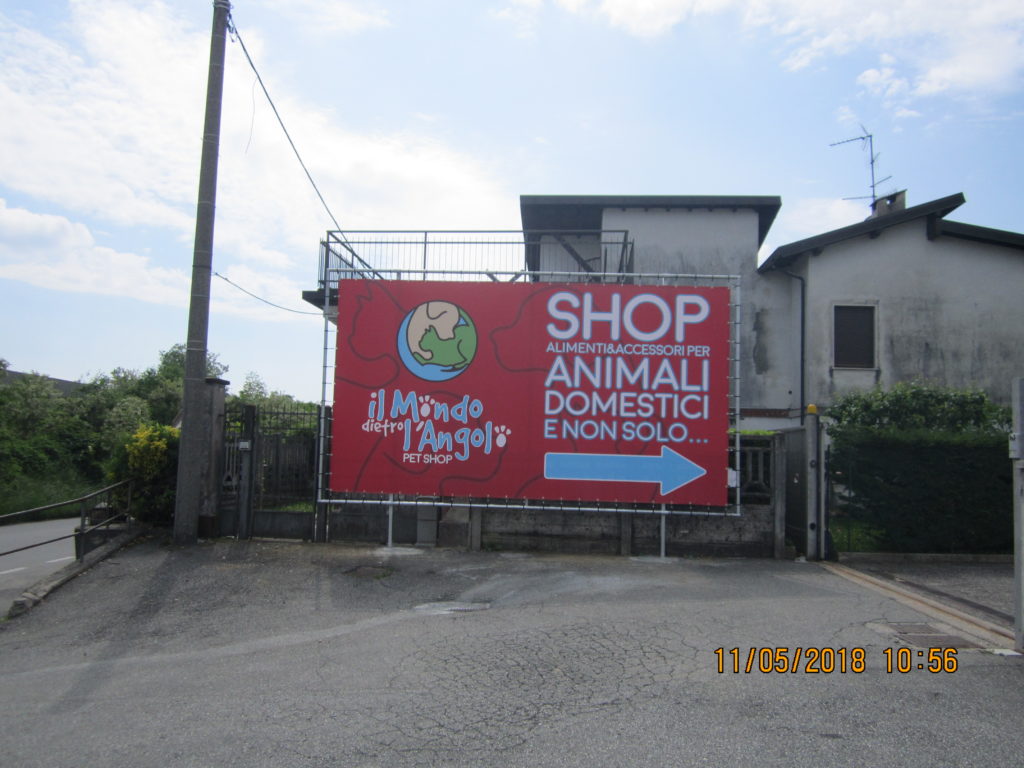 il Mondo
dietro l'Angolo
PET SHOP
SHOP
ALIMENTI&ACCESSORI PER
ANIMALI
DOMESTICI
E NON SOLO...
11/05/2018 10:56